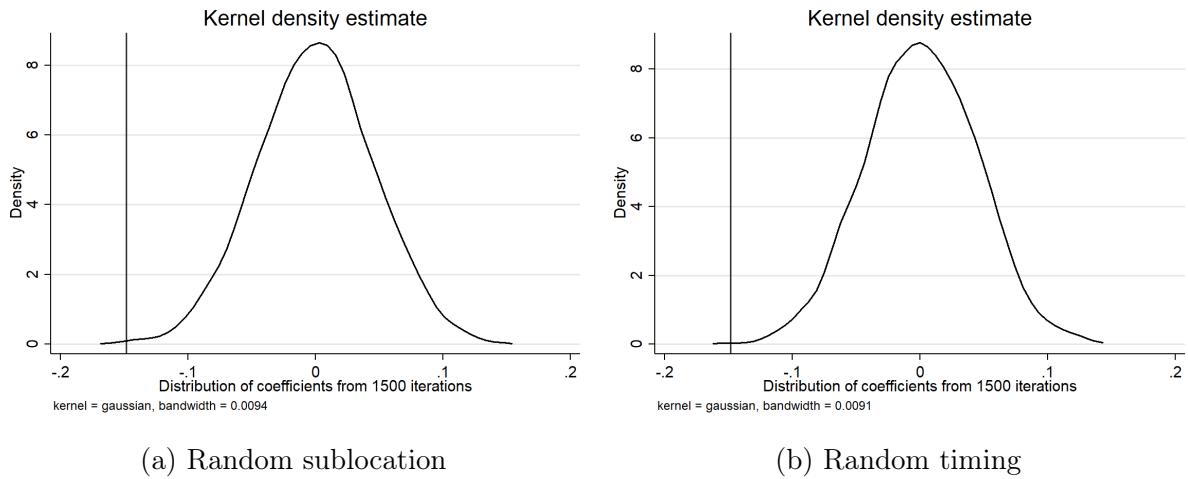 Kernel density estimate
Density
8
6
4
2
0
-.2
-.1
0
.1
.2
Distribution of coefficients from 1500 iterations
kernel = gaussian, bandwidth = 0.0094
(a) Random sublocation
Kernel density estimate
Density
8
6
4
2
0
-.2
-.1
0
.1
.2
Distribution of coefficients from 1500 iterations
kernel = gaussian, bandwidth = 0.0091
(b) Random timing